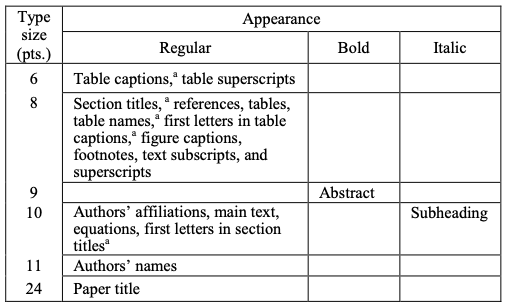 Type size (pts.) Appearance
Regular Bold Italic
6 Table captions,ᵃ table superscripts
8 Section titles, ᵃ references, tables,
table names,ᵃ first letters in table
captions,ᵃ figure captions,
footnotes, text subscripts, and
superscripts
9 Abstract
10 Authors’ affiliations, main text, Subheading
equations, first letters in section
titlesᵃ
11 Authors’ names
24 Paper title